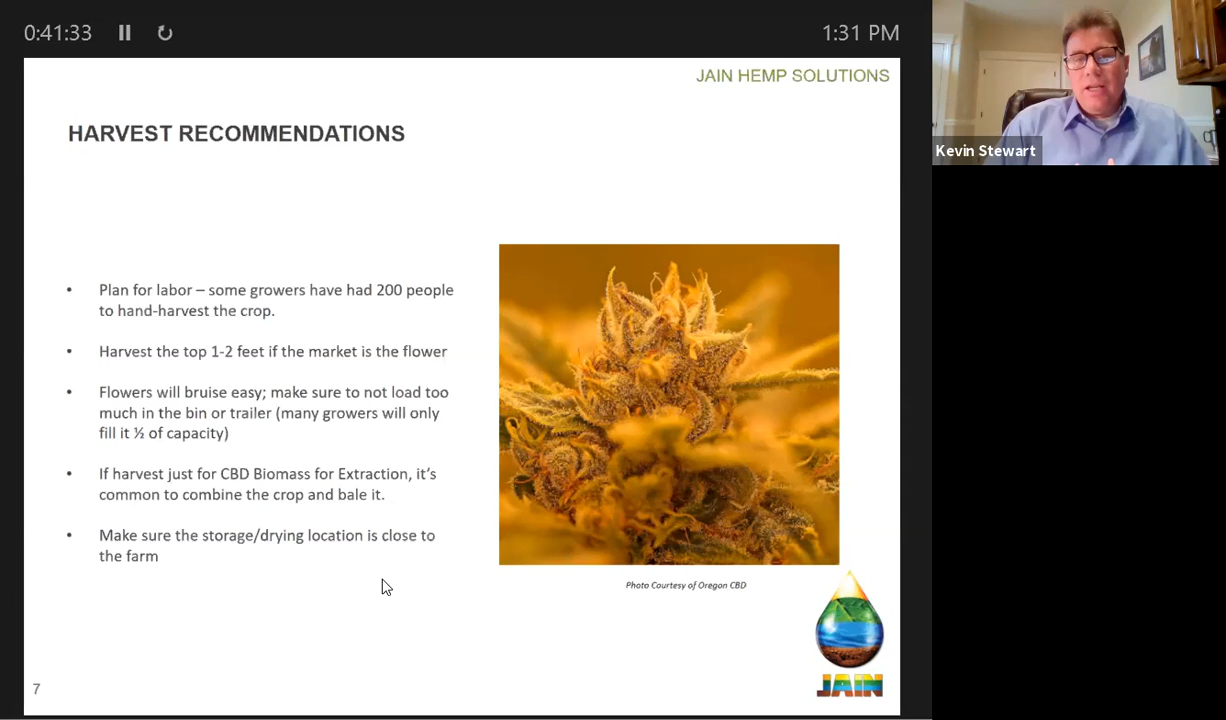 0:41:33
1:31 PM
JAIN HEMP SOLUTIONS
HARVEST RECOMMENDATIONS
• Plan for labor – some growers have had 200 people
to hand-harvest the crop.
• Harvest the top 1-2 feet if the market is the flower
• Flowers will bruise easy; make sure to not load too
much in the bin or trailer (many growers will only
fill it ½ of capacity)
• If harvest just for CBD Biomass for Extraction, it's
common to combine the crop and bale it.
• Make sure the storage/drying location is close to
the farm
Photo Courtesy of Oregon CBD
JAIN
7
Kevin Stewart